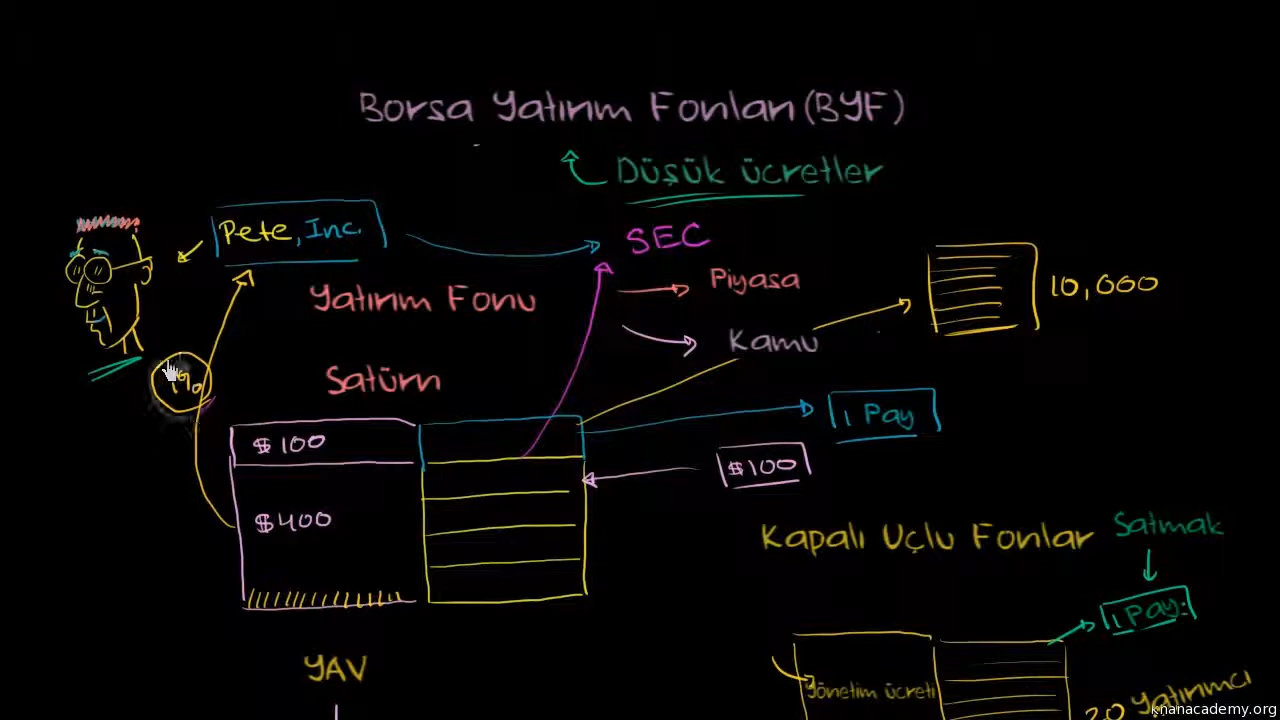 Borsa Yatırım Fonları (BYF)
Düşük ücretler
Pete, Inc.
SEC
Piyasa
Yatırım Fonu
10,000
Kamu
Satürn
1%
1 Pay
$100
$100
$400
Kapalı Uçlu Fonlar
Satmak
1 Pay
YAV
Yönetim ücreti
20 Yatırımcı
khanacademy.org